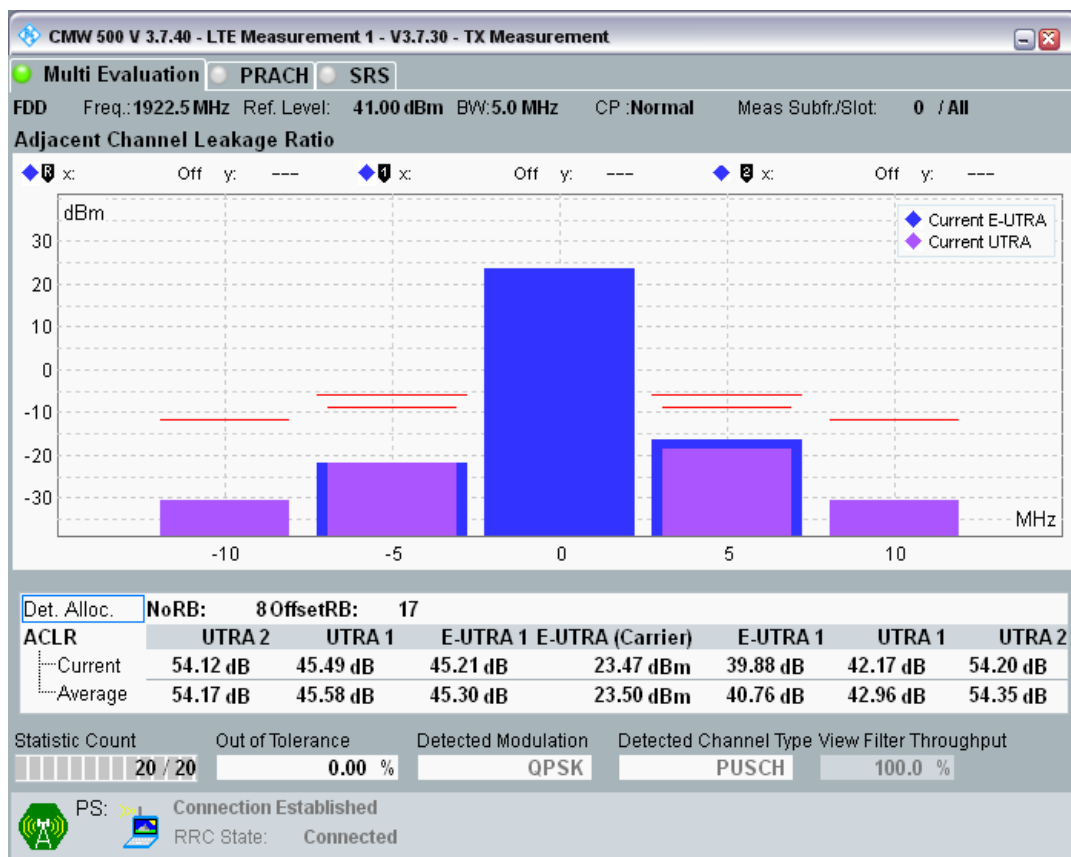 CMW 500 V 3.7.40 - LTE Measurement 1 - V3.7.30 - TX Measurement
Multi Evaluation PRACH SRS
FDD Freq.: 1922.5 MHz Ref. Level: 41.00 dBm BW: 5.0 MHz CP : Normal Meas Subfr./Slot: 0 / All
Adjacent Channel Leakage Ratio
R x: Off y: --- 1 x: Off y: --- 2 x: Off y: ---
dBm
Current E-UTRA
Current UTRA
30
20
10
0
-10
-20
-30
MHz
-10 -5 0 5 10
Det. Alloc. NoRB: 8 OffsetRB: 17
ACLR UTRA 2 UTRA 1 E-UTRA 1 E-UTRA (Carrier) E-UTRA 1 UTRA 1 UTRA 2
Current 54.12 dB 45.49 dB 45.21 dB 23.47 dBm 39.88 dB 42.17 dB 54.20 dB
Average 54.17 dB 45.58 dB 45.30 dB 23.50 dBm 40.76 dB 42.96 dB 54.35 dB
Statistic Count Out of Tolerance Detected Modulation Detected Channel Type View Filter Throughput
20 / 20 0.00 % QPSK PUSCH 100.0 %
PS: Connection Established
RRC State: Connected